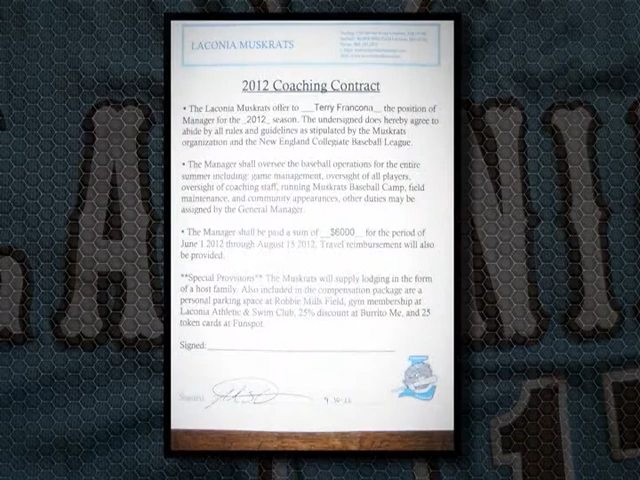 LACONIA MUSKRATS
2012 Coaching Contract
• The Laconia Muskrats offer to __Terry Francona__ the position of
Manager for the _2012_ season. The undersigned does hereby agree to
abide by all rules and guidelines as stipulated by the Muskrats
organization and the New England Collegiate Baseball League.
• The Manager shall oversee the baseball operations for the entire
summer including: game management, oversight of all players,
oversight of coaching staff, running Muskrats Baseball Camp, field
maintenance, and community appearances, other duties may be
assigned by the General Manager.
• The Manager shall be paid a sum of __$6000__ for the period of
June 1 2012 through August 15 2012. Travel reimbursement will also
be provided.
**Special Provisions** The Muskrats will supply lodging in the form
of a host family. Also included in the compensation package are a
personal parking space at Robbie Mills Field, gym membership at
Laconia Athletic & Swim Club, 25% discount at Burrito Me, and 25
token cards at Funspot.
Signed: